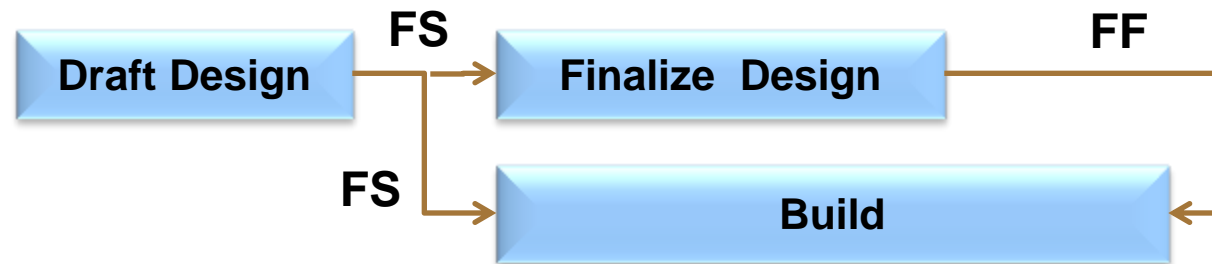 FS
FF
Draft Design
Finalize Design
FS
Build